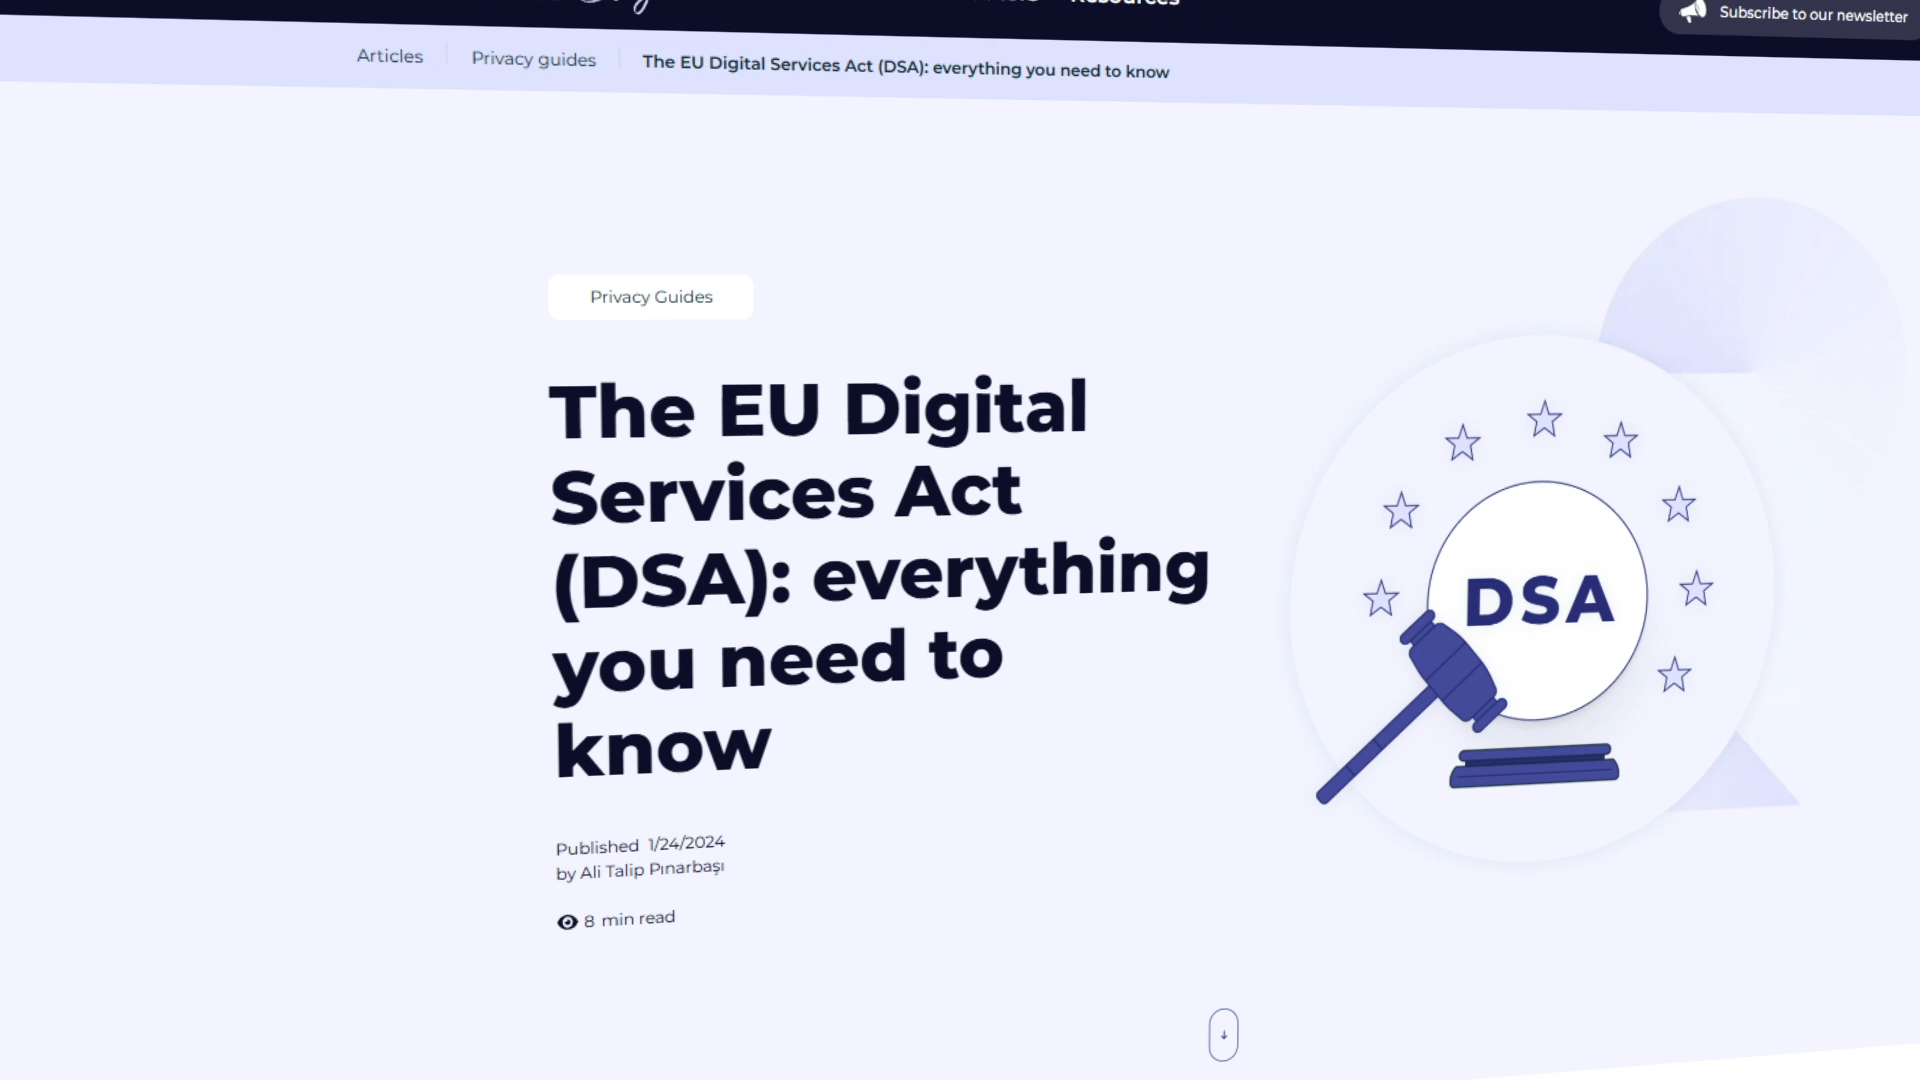 Resources
Subscribe to our newsletter
Articles
Privacy guides
The EU Digital Services Act (DSA): everything you need to know
Privacy Guides
The EU Digital
Services Act
(DSA): everything
you need to
know
DSA
Published 1/24/2024
by Ali Talip Pınarbaşı
8 min read